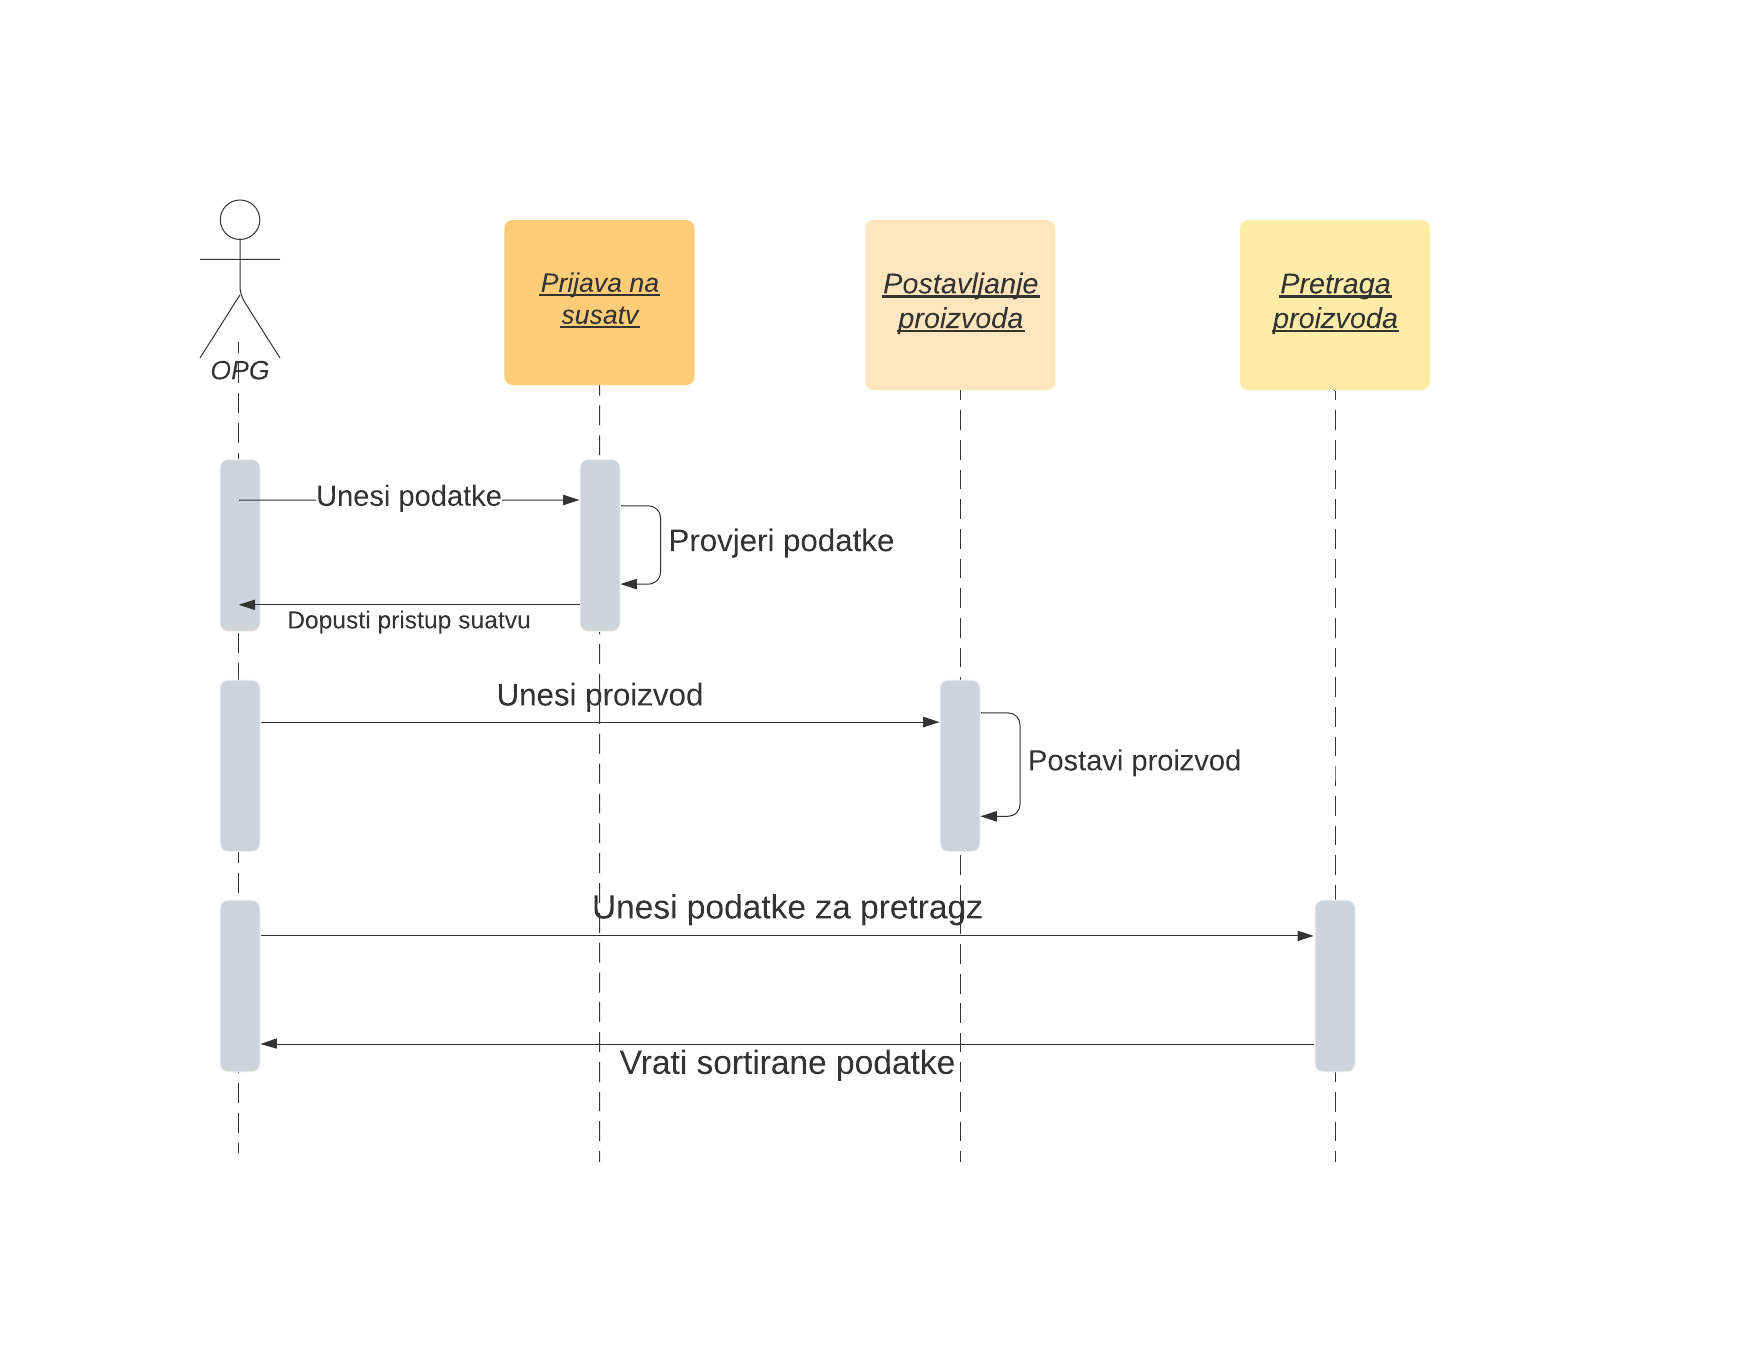 OPG
Prijava na
susatv
Postavljanje
proizvoda
Pretraga
proizvoda
Unesi podatke
Provjeri podatke
Dopusti pristup suatvu
Unesi proizvod
Postavi proizvod
Unesi podatke za pretragz
Vrati sortirane podatke